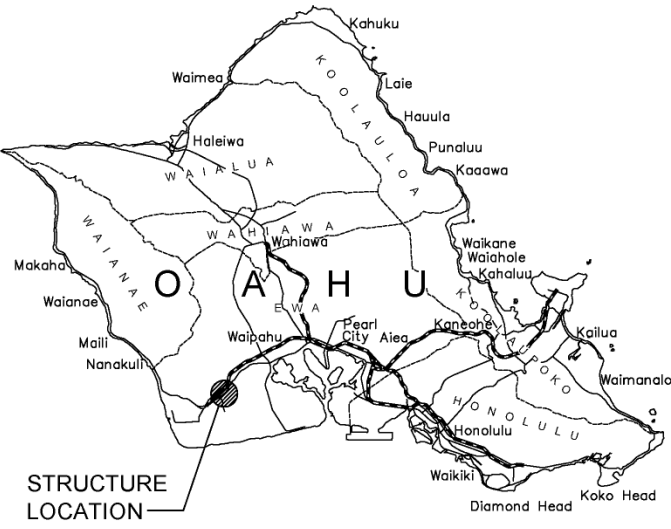 Kahuku
Waimea
Laie
KOOLAULOA
Hauula
Haleiwa
Punaluu
WAIALUA
Kaaawa
WAIANAE
WAHIAWA
Wahiawa
Waikane
Waiahole
Makaha
Kahaluu
OAHU
Waianae
EWA
KOOLAUPOKO
Pearl
City
Kaneohe
Waipahu
Aiea
Kailua
Maili
Nanakuli
Waimanalo
HONOLULU
Honolulu
Waikiki
STRUCTURE
LOCATION
Koko Head
Diamond Head